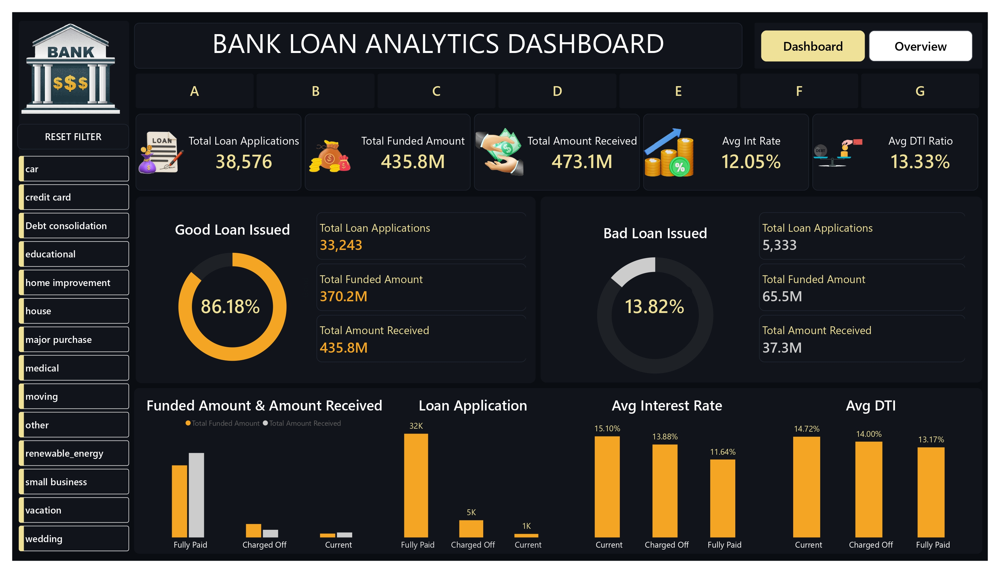 BANK
$$$
BANK LOAN ANALYTICS DASHBOARD
Dashboard
Overview
A
B
C
D
E
F
G
RESET FILTER
car
credit card
Debt consolidation
educational
home improvement
house
major purchase
medical
moving
other
renewable_energy
small business
vacation
wedding
LOAN
$
Total Loan Applications
38,576
$
$
Total Funded Amount
435.8M
$
Total Amount Received
473.1M
%
Avg Int Rate
12.05%
DEBT
Avg DTI Ratio
13.33%
Good Loan Issued
86.18%
Total Loan Applications
33,243
Total Funded Amount
370.2M
Total Amount Received
435.8M
Bad Loan Issued
13.82%
Total Loan Applications
5,333
Total Funded Amount
65.5M
Total Amount Received
37.3M
Funded Amount & Amount Received
Total Funded Amount
Total Amount Received
Fully Paid
Charged Off
Current
Loan Application
32K
5K
1K
Fully Paid
Charged Off
Current
Avg Interest Rate
15.10%
13.88%
11.64%
Current
Charged Off
Fully Paid
Avg DTI
14.72%
14.00%
13.17%
Current
Charged Off
Fully Paid